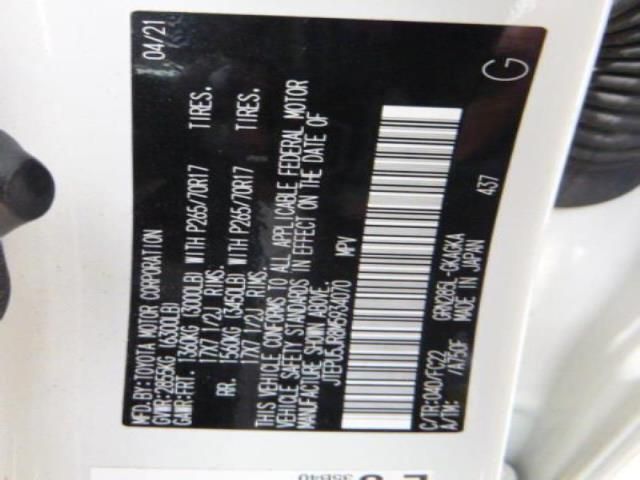 MFD.BY:TOYOTA MOTOR CORPORATION 04/21
GVWR:2855KG (6300LB)
GAWR:FRT. 1360KG (3000LB) WITH P265/70R17 TIRES.
17X7 1/2J RIMS.
RR. 1560KG (3450LB) WITH P265/70R17 TIRES.
17X7 1/2J RIMS.
THIS VEHICLE CONFORMS TO ALL APPLICABLE FEDERAL MOTOR
VEHICLE SAFETY STANDARDS IN EFFECT ON THE DATE OF
MANUFACTURE SHOWN ABOVE.
JTEPU5JR8M5934070 MPV
C/TR:040/FC22 GRN285L-GKAGKA
A/TM: /A750F MADE IN JAPAN
437
G
35B40